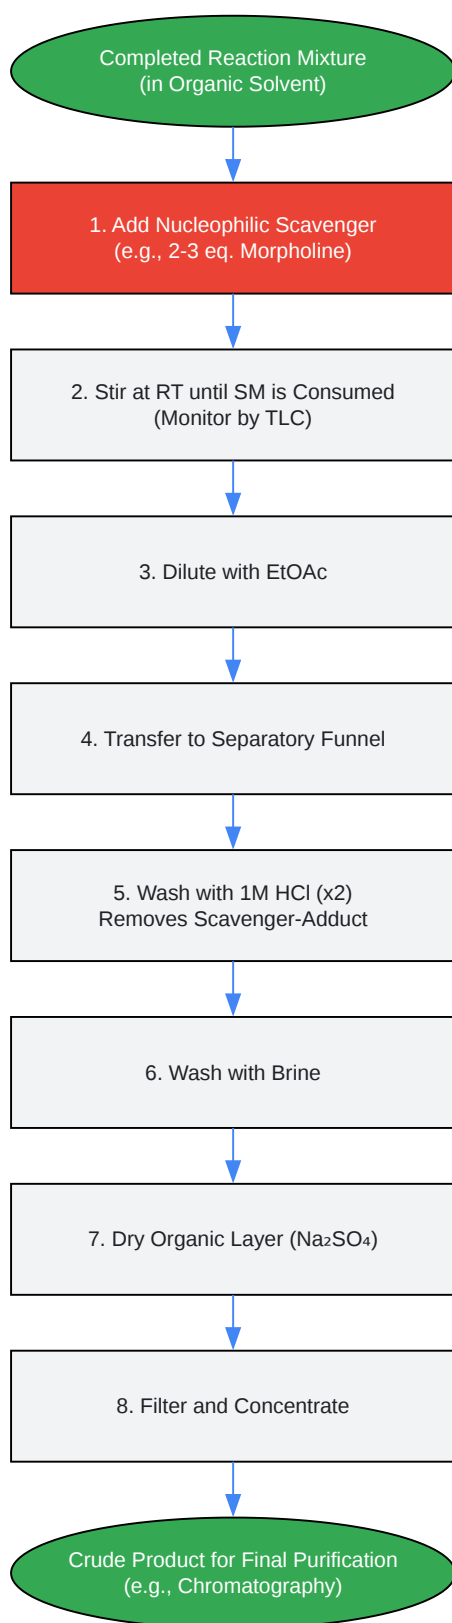 Completed Reaction Mixture
(in Organic Solvent)
1. Add Nucleophilic Scavenger
(e.g., 2-3 eq. Morpholine)
2. Stir at RT until SM is Consumed
(Monitor by TLC)
3. Dilute with EtOAc
4. Transfer to Separatory Funnel
5. Wash with 1M HCl (x2)
Removes Scavenger-Adduct
6. Wash with Brine
7. Dry Organic Layer (Na₂SO₄)
8. Filter and Concentrate
Crude Product for Final Purification
(e.g., Chromatography)